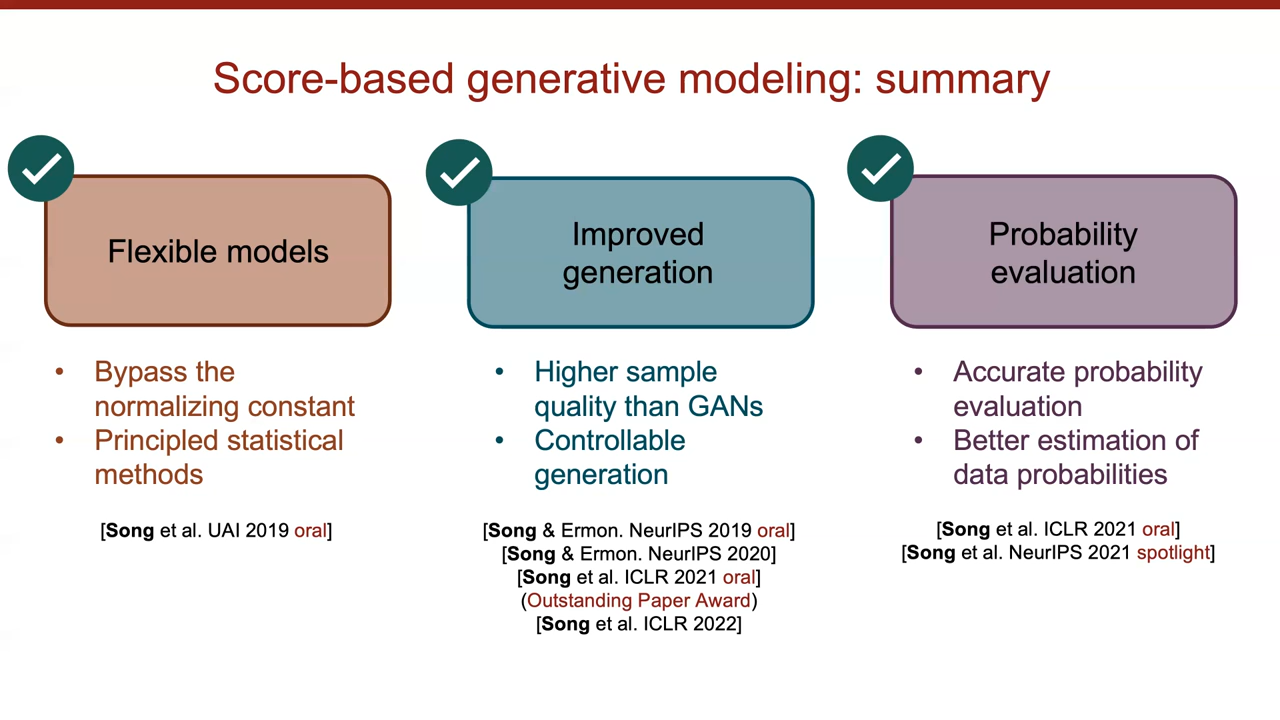 Score-based generative modeling: summary
Flexible models
• Bypass the
normalizing constant
• Principled statistical
methods
[Song et al. UAI 2019 oral]
Improved
generation
• Higher sample
quality than GANs
• Controllable
generation
[Song & Ermon. NeurIPS 2019 oral]
[Song & Ermon. NeurIPS 2020]
[Song et al. ICLR 2021 oral]
(Outstanding Paper Award)
[Song et al. ICLR 2022]
Probability
evaluation
• Accurate probability
evaluation
• Better estimation of
data probabilities
[Song et al. ICLR 2021 oral]
[Song et al. NeurIPS 2021 spotlight]